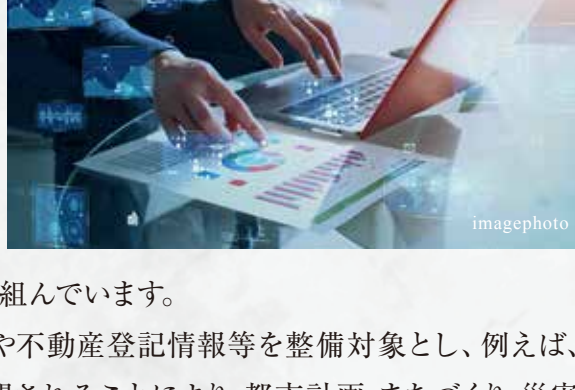 imagephoto
組んでいます。
や不動産登記情報等を整備対象とし、例えば、
されることにより、都市計画・まちづくり、災害